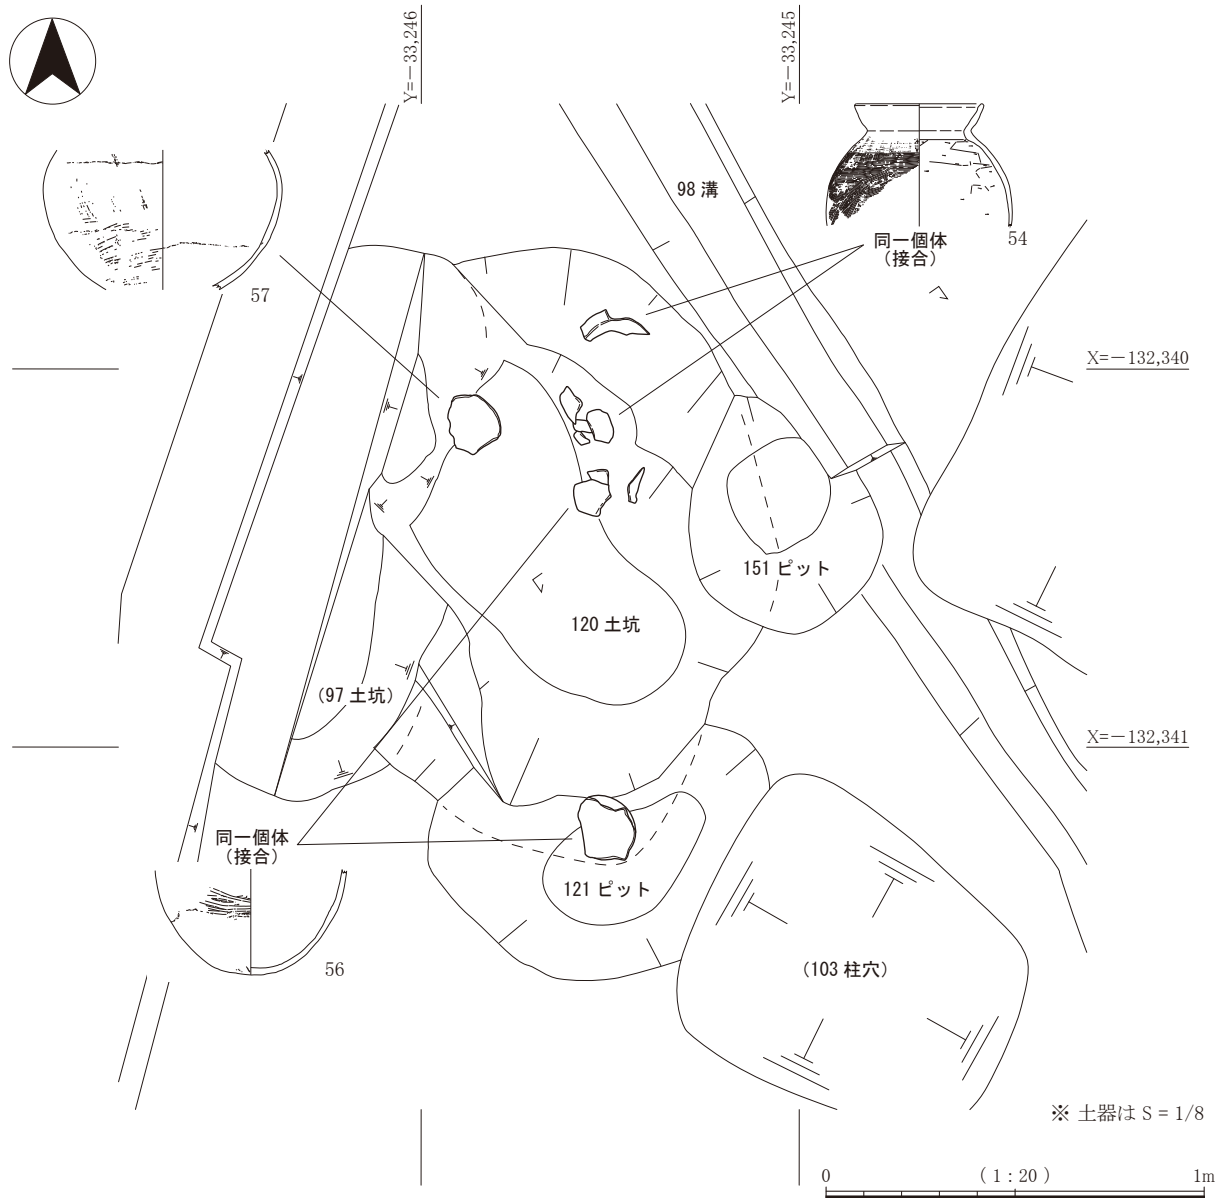 Y=－33,246
Y=－33,245
98 溝
同一個体
（接合）
54
57
X=－132,340
151 ピット
120 土坑
（97 土坑）
X=－132,341
同一個体
（接合）
121 ピット
56
（103 柱穴）
※ 土器は S = 1/8
0 （ 1 : 20 ） 1m